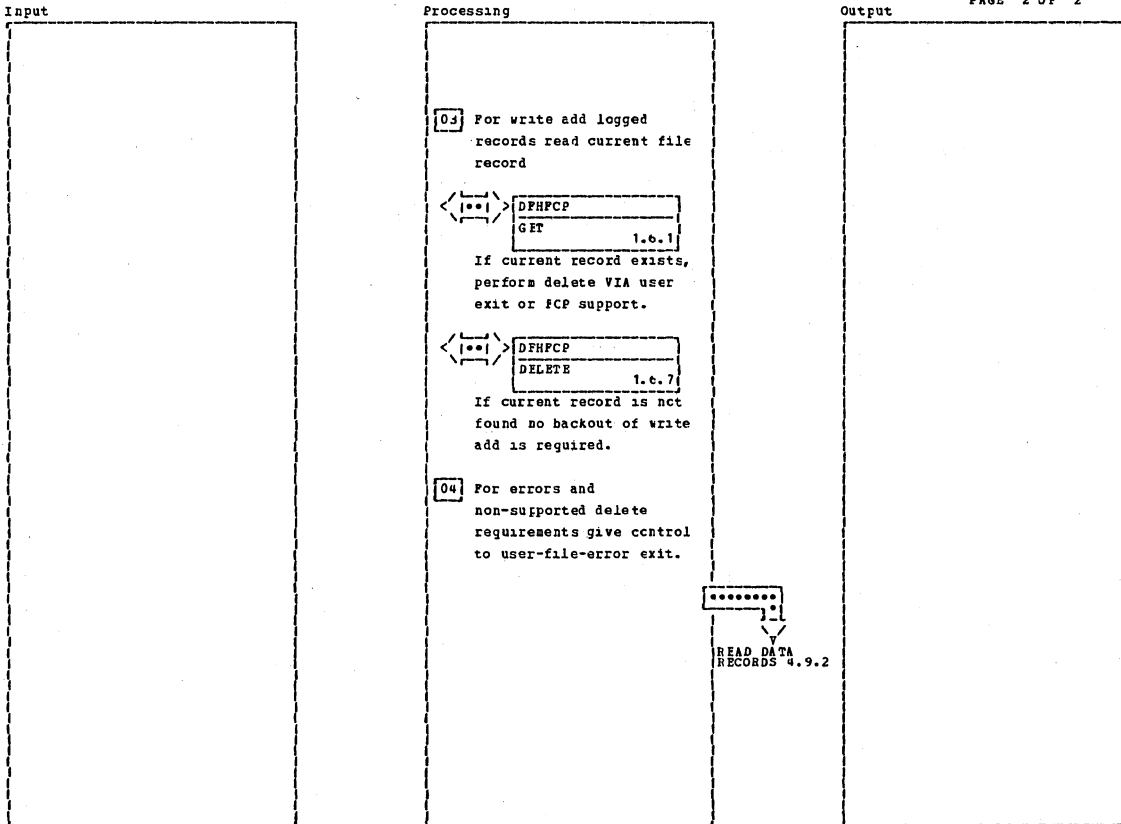 PAGE 2 OF 2
Input Processing Output
03 For write add logged
records read current file
record
DFHFCP
GET
1.6.1
If current record exists,
perform delete VIA user
exit or FCP support.
DFHFCP
DELETE
1.6.7
If current record is not
found no backout of write
add is required.
04 For errors and
non-supported delete
requirements give control
to user-file-error exit.
READ DATA
RECORDS 4.9.2